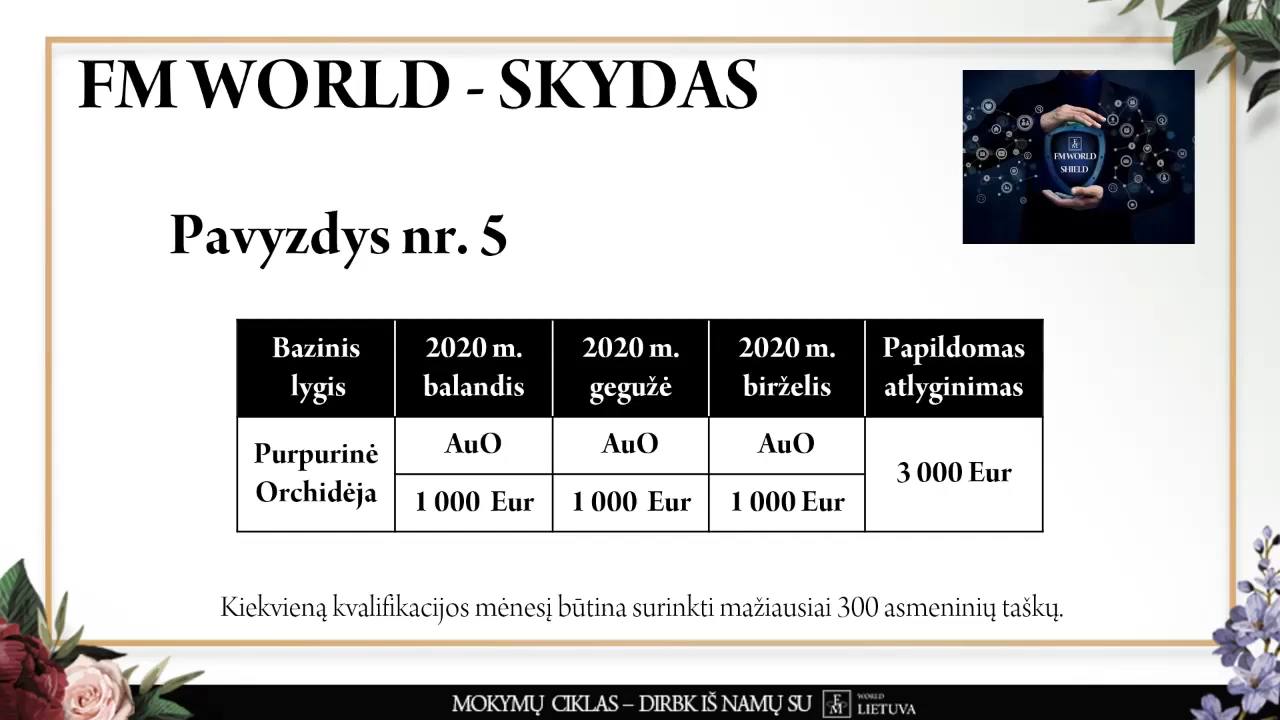 FM WORLD - SKYDAS
FM WORLD
SHIELD
Pavyzdys nr. 5
Bazinis lygis
2020 m. balandis
2020 m. gegužė
2020 m. birželis
Papildomas atlyginimas
Purpurinė Orchidėja
AuO
AuO
AuO
3 000 Eur
1 000 Eur
1 000 Eur
1 000 Eur
Kiekvieną kvalifikacijos mėnesį būtina surinkti mažiausiai 300 asmeninių taškų.
MOKYMŲ CIKLAS – DIRBK IŠ NAMŲ SU FM WORLD LIETUVA